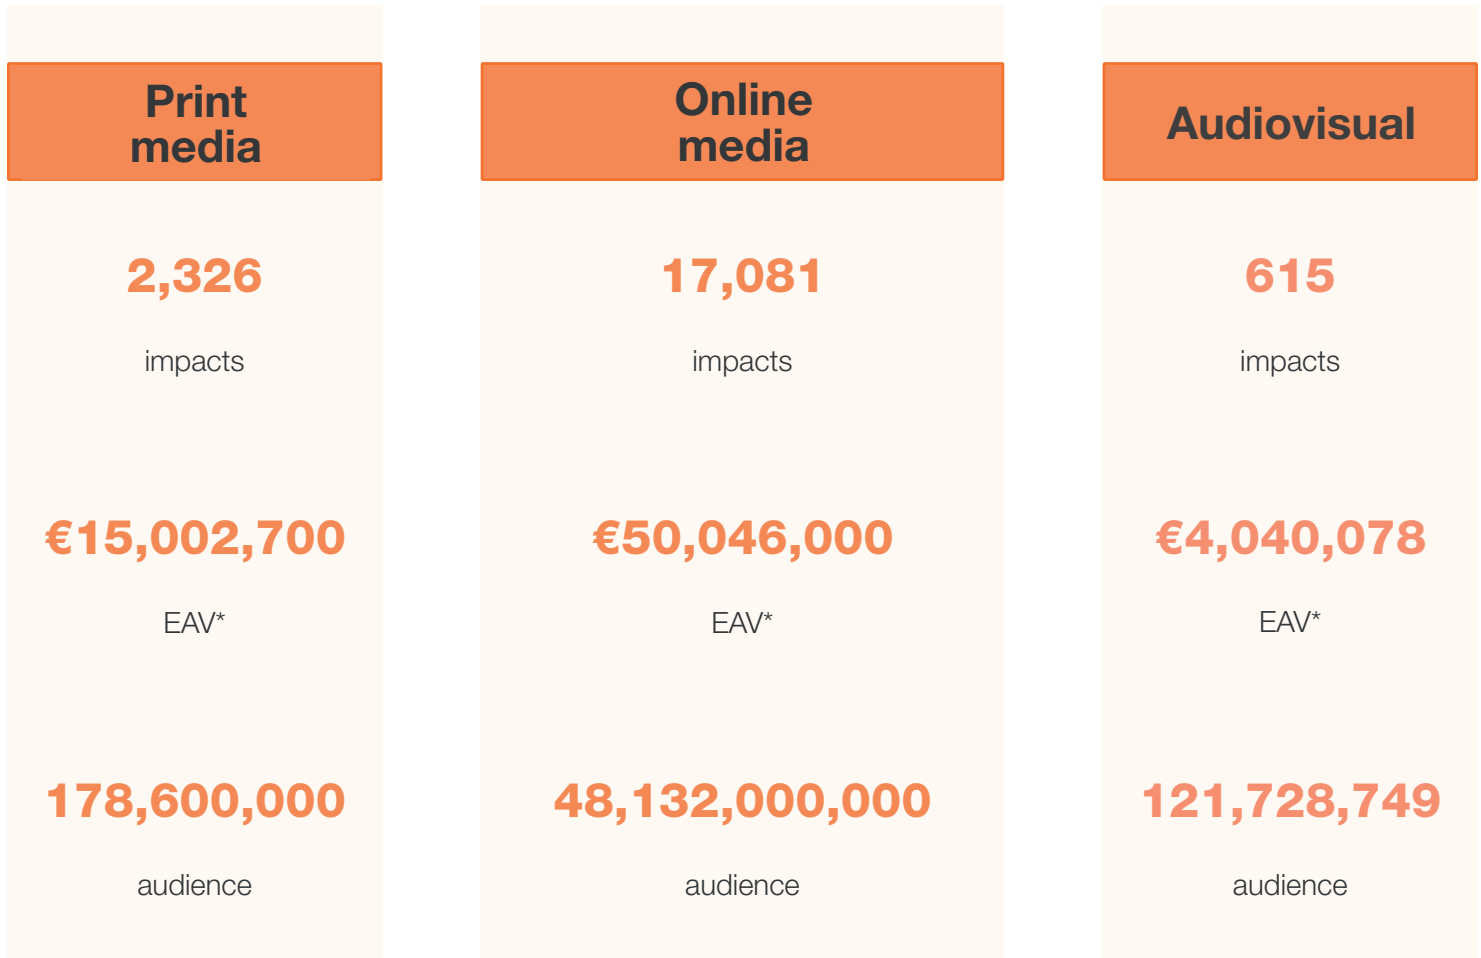 Print
media
2,326
impacts
€15,002,700
EAV*
178,600,000
audience
Online
media
17,081
impacts
€50,046,000
EAV*
48,132,000,000
audience
Audiovisual
615
impacts
€4,040,078
EAV*
121,728,749
audience